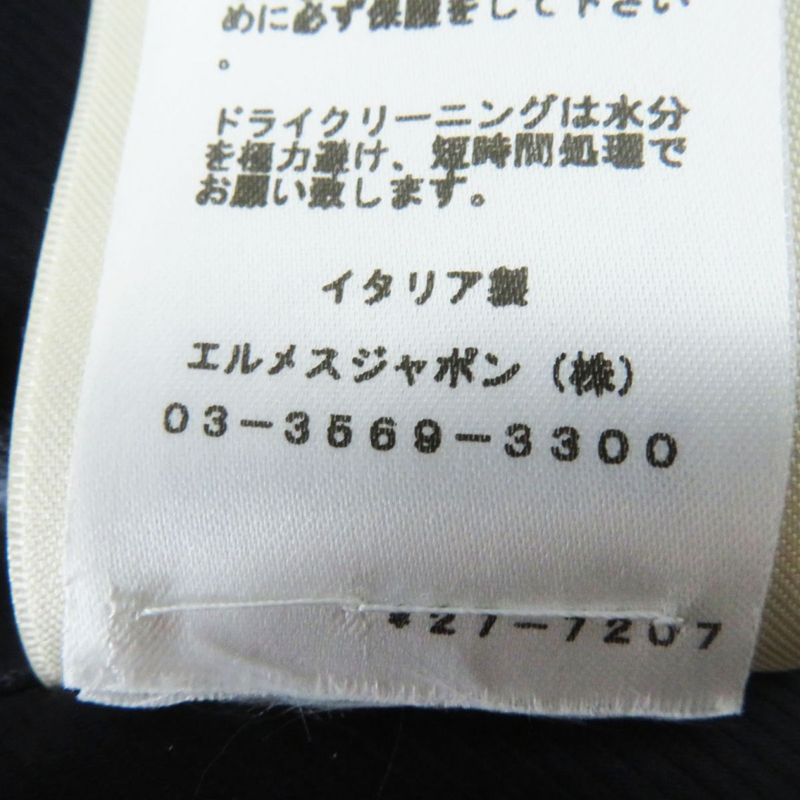 めに必ず保護をして下さい
。
ドライクリーニングは水分
を極力避け、短時間処理で
お願い致します。
イタリア製
エルメスジャポン（株）
03-3569-3300
*27-7207